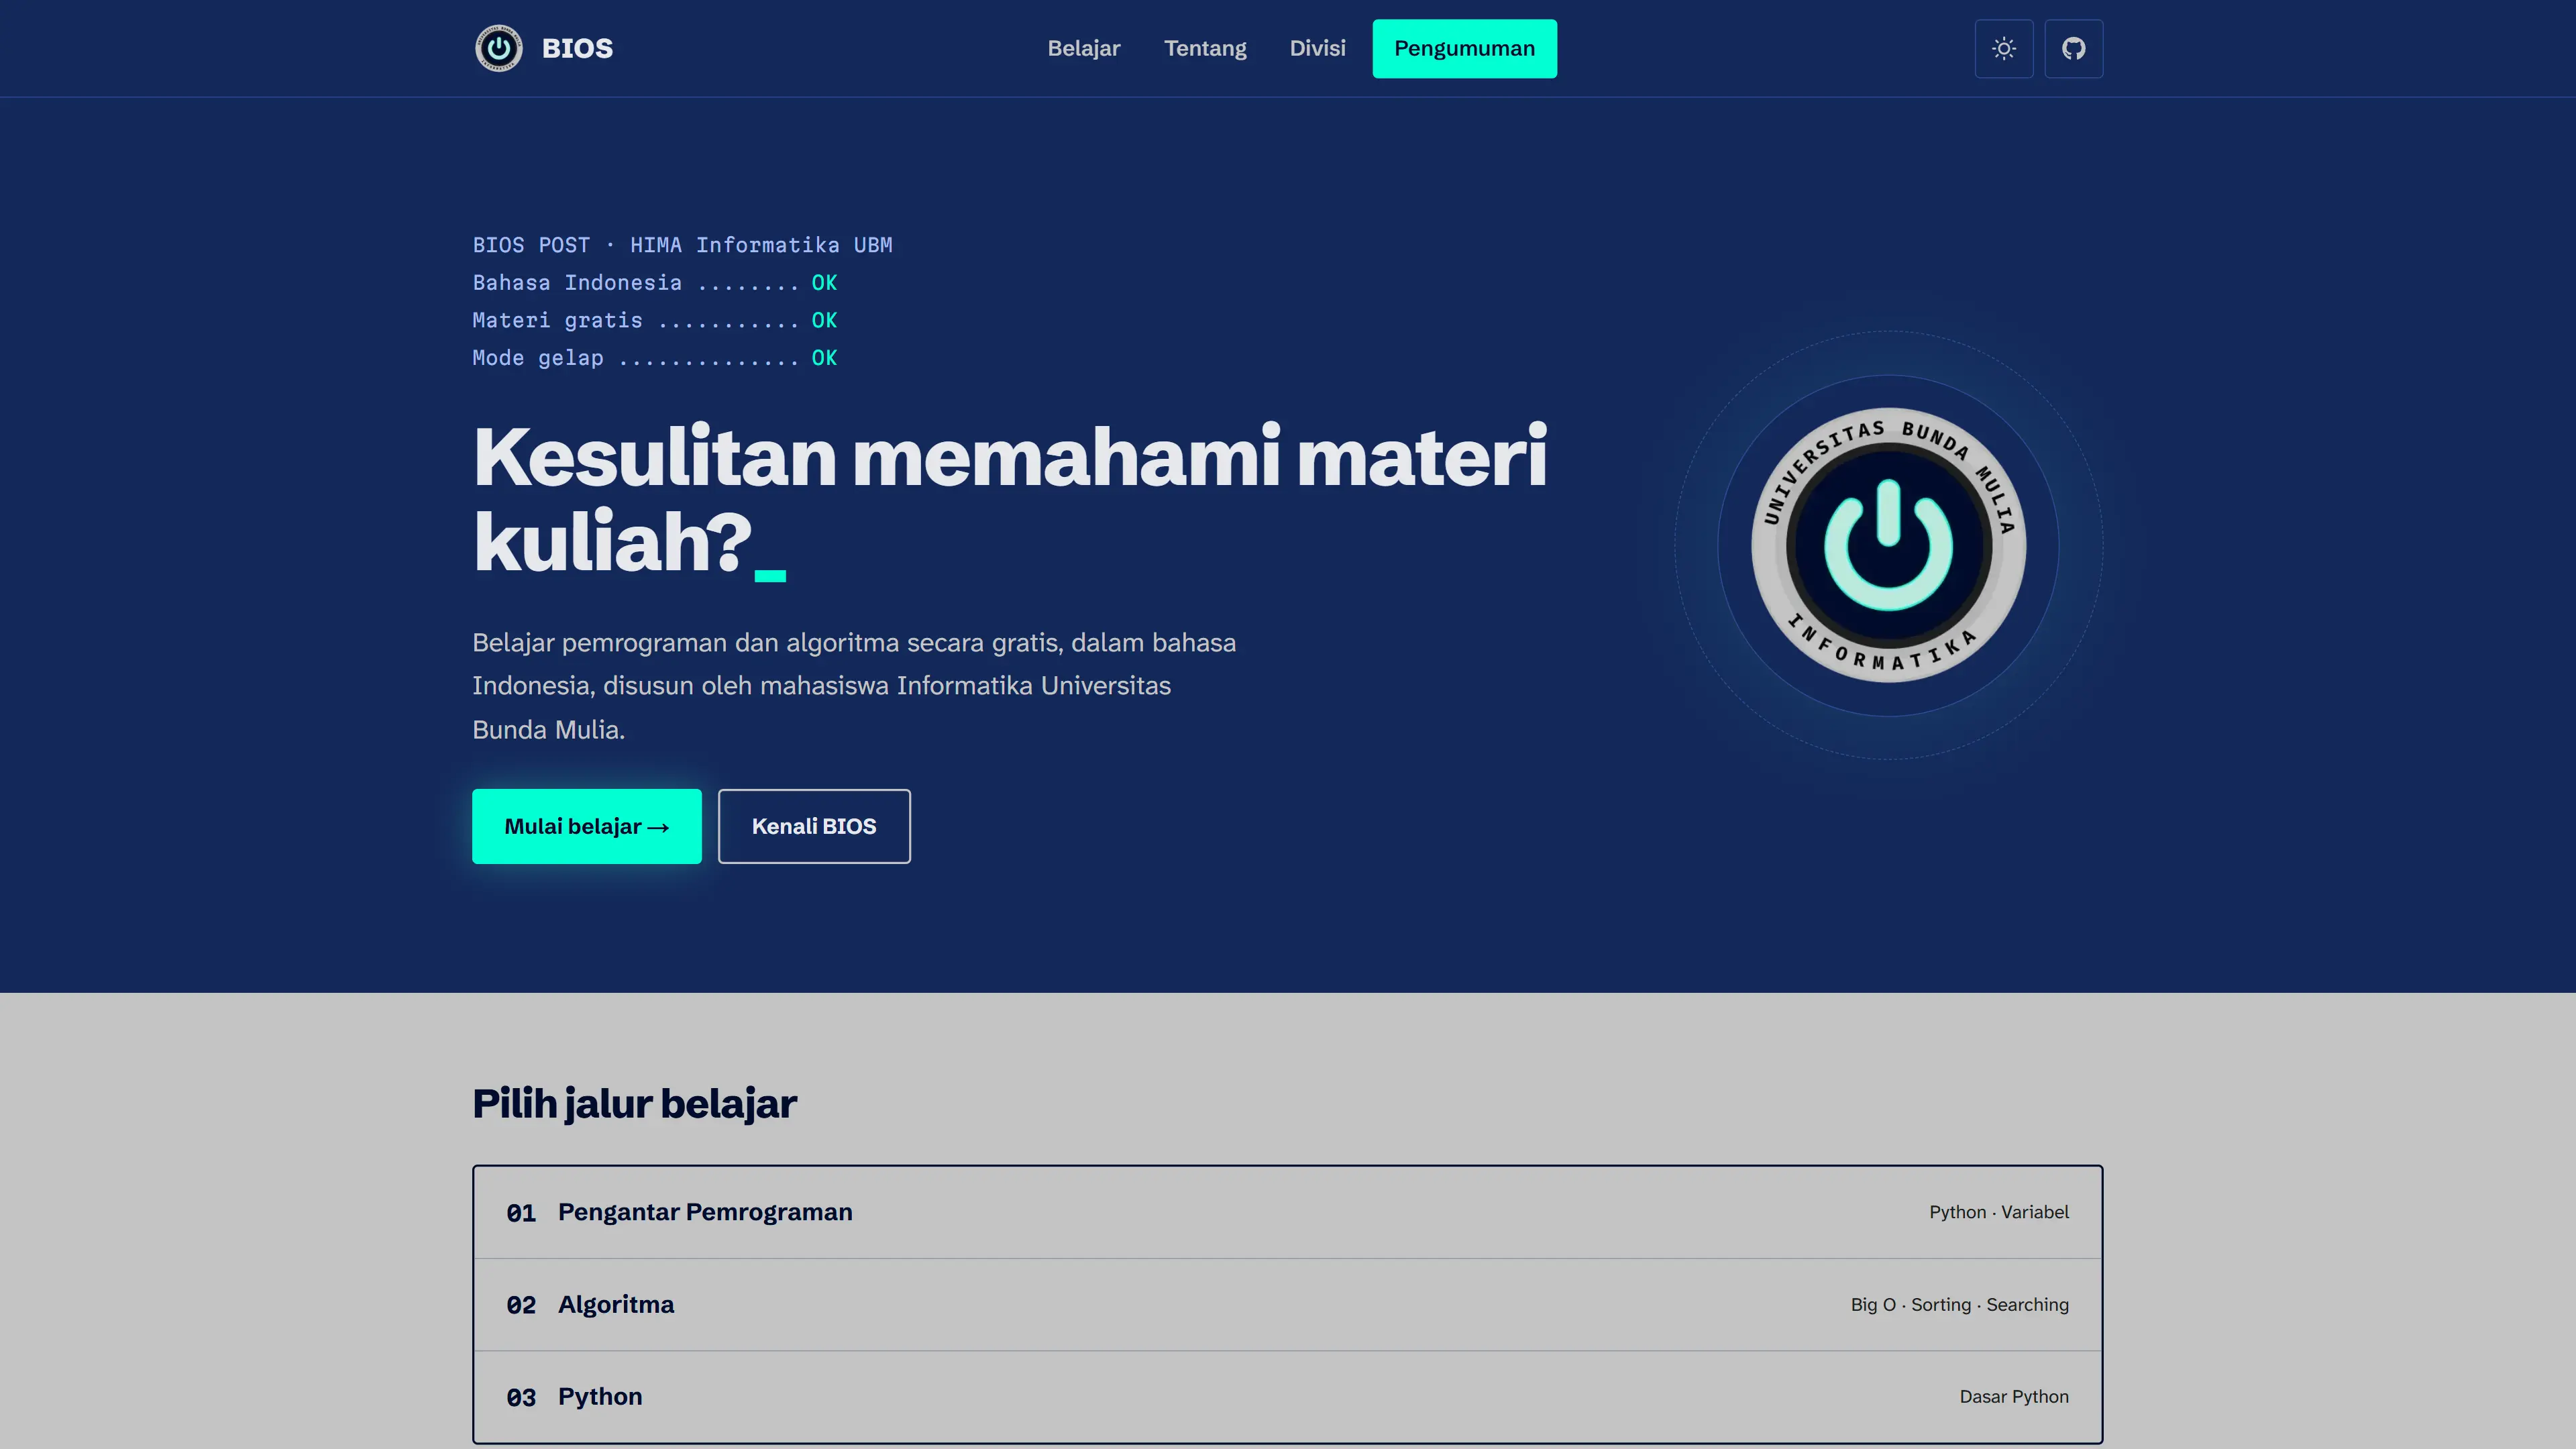 BIOS
Belajar
Tentang
Divisi
Pengumuman
BIOS POST · HIMA Informatika UBM
Bahasa Indonesia ........ OK
Materi gratis ........... OK
Mode gelap .............. OK
Kesulitan memahami materi
kuliah?_
Belajar pemrograman dan algoritma secara gratis, dalam bahasa
Indonesia, disusun oleh mahasiswa Informatika Universitas
Bunda Mulia.
Mulai belajar →
Kenali BIOS
UNIVERSITAS BUNDA MULIA
INFORMATIKA
Pilih jalur belajar
01 Pengantar Pemrograman Python · Variabel
02 Algoritma Big O · Sorting · Searching
03 Python Dasar Python